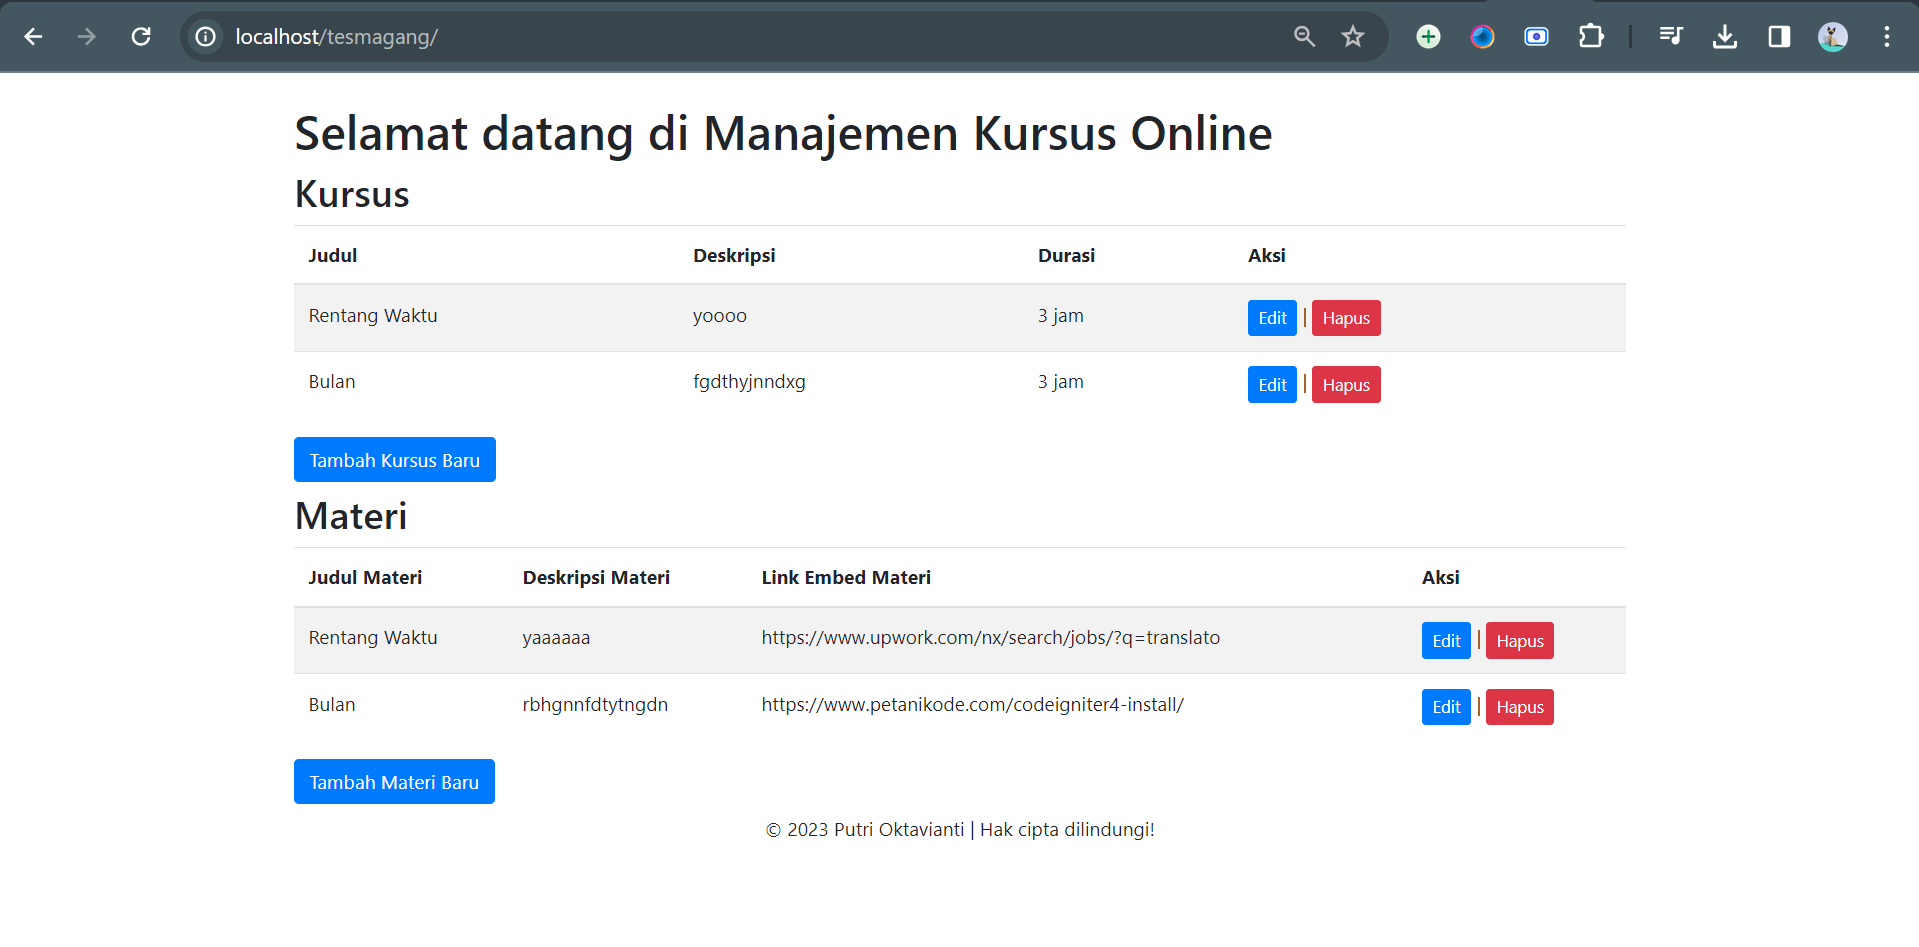 localhost/tesmagang/
Selamat datang di Manajemen Kursus Online
Kursus
Judul Deskripsi Durasi Aksi
Rentang Waktu yoooo 3 jam Edit | Hapus
Bulan fgdthyjnndxg 3 jam Edit | Hapus
Tambah Kursus Baru
Materi
Judul Materi Deskripsi Materi Link Embed Materi Aksi
Rentang Waktu yaaaaaa https://www.upwork.com/nx/search/jobs/?q=translato Edit | Hapus
Bulan rbhgnnfdtytngdn https://www.petanikode.com/codeigniter4-install/ Edit | Hapus
Tambah Materi Baru
© 2023 Putri Oktavianti | Hak cipta dilindungi!